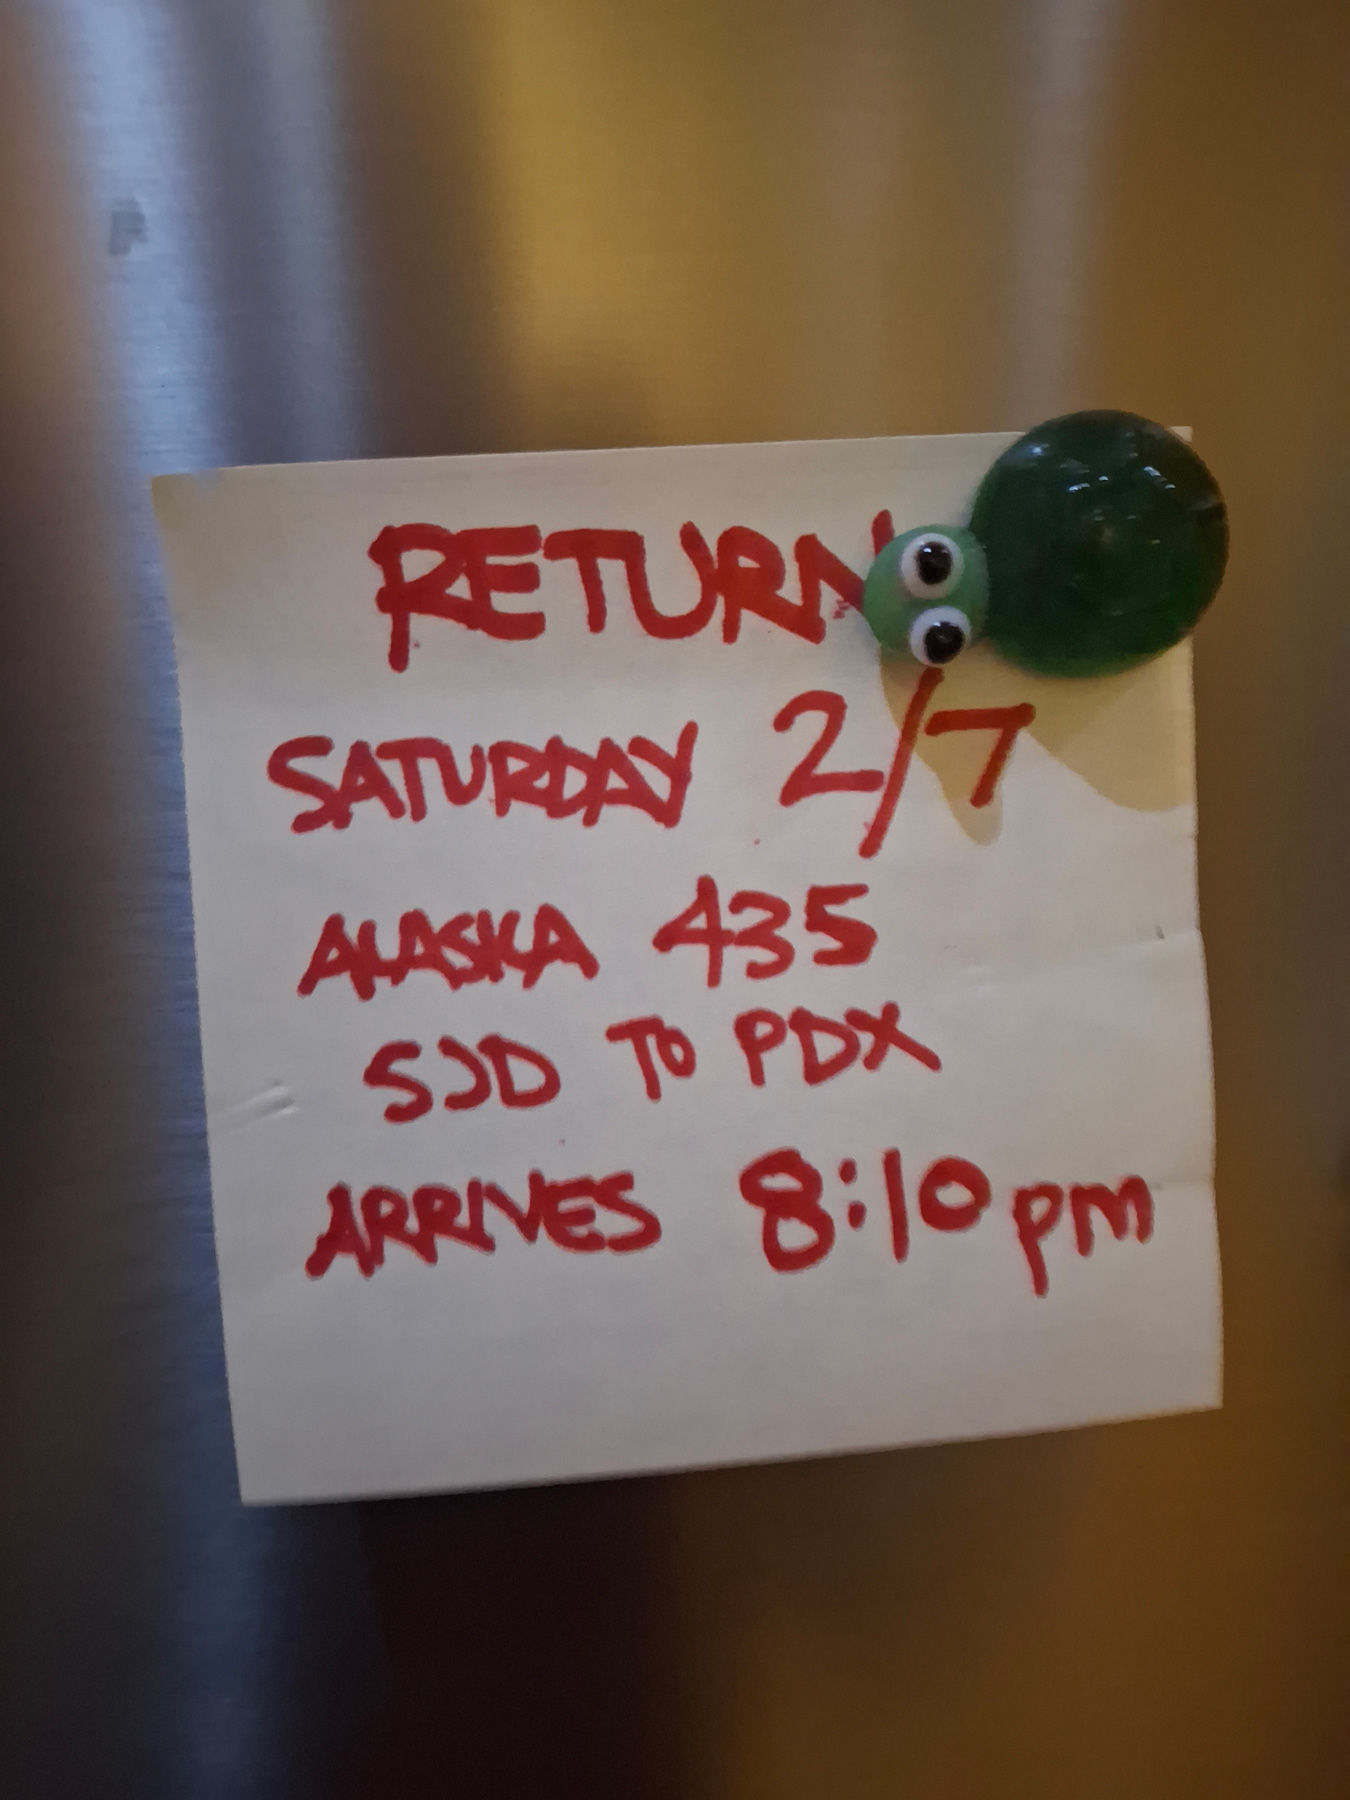 RETURN
SATURDAY 2/7
ALASKA 435
SJD TO PDX
ARRIVES 8:10 pm